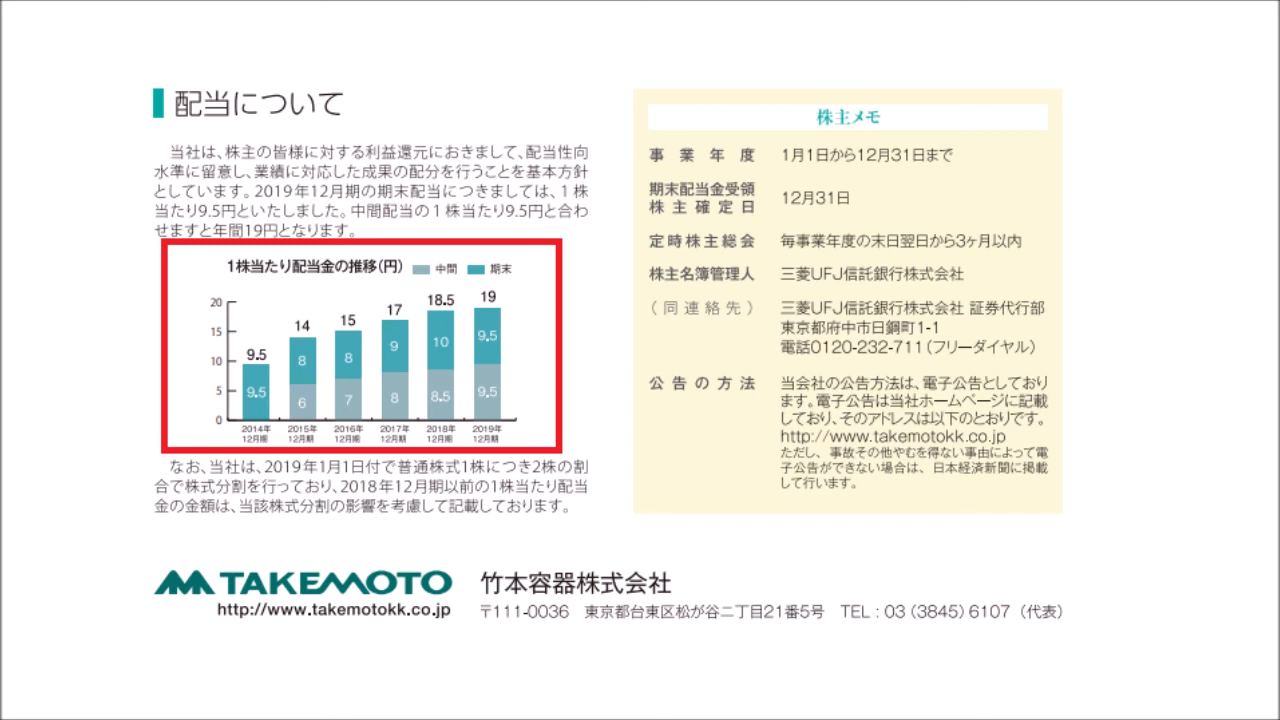 配当について
当社は、株主の皆様に対する利益還元におきまして、配当性向
水準に留意し、業績に対応した成果の配分を行うことを基本方針
としています。2019年12月期の期末配当につきましては、1株
当たり9.5円といたしました。中間配当の1株当たり9.5円と合わ
せますと年間19円となります。
1株当たり配当金の推移(円) 中間 期末
20
15
10
5
0
9.5
14
15
17
18.5
19
9.5
8
8
9
10
9.5
6
7
8
8.5
9.5
2014年
12月期
2015年
12月期
2016年
12月期
2017年
12月期
2018年
12月期
2019年
12月期
なお、当社は、2019年1月1日付で普通株式1株につき2株の割
合で株式分割を行っており、2018年12月期以前の1株当たり配当
金の金額は、当該株式分割の影響を考慮して記載しております。
株主メモ
事業年度 1月1日から12月31日まで
期末配当金受領
株主確定日
12月31日
定時株主総会 毎事業年度の末日翌日から3ヶ月以内
株主名簿管理人 三菱UFJ信託銀行株式会社
(同連絡先) 三菱UFJ信託銀行株式会社 証券代行部
東京都府中市日鋼町1-1
電話0120-232-711(フリーダイヤル)
公告の方法 当会社の公告方法は、電子公告としており
ます。電子公告は当社ホームページに記載
しており、そのアドレスは以下のとおりです。
http://www.takemotokk.co.jp
ただし、事故その他やむを得ない事由によって電
子公告ができない場合は、日本経済新聞に掲載
して行います。
TAKEMOTO
http://www.takemotokk.co.jp
竹本容器株式会社
〒111-0036 東京都台東区松が谷二丁目21番5号 TEL : 03 (3845) 6107 (代表)